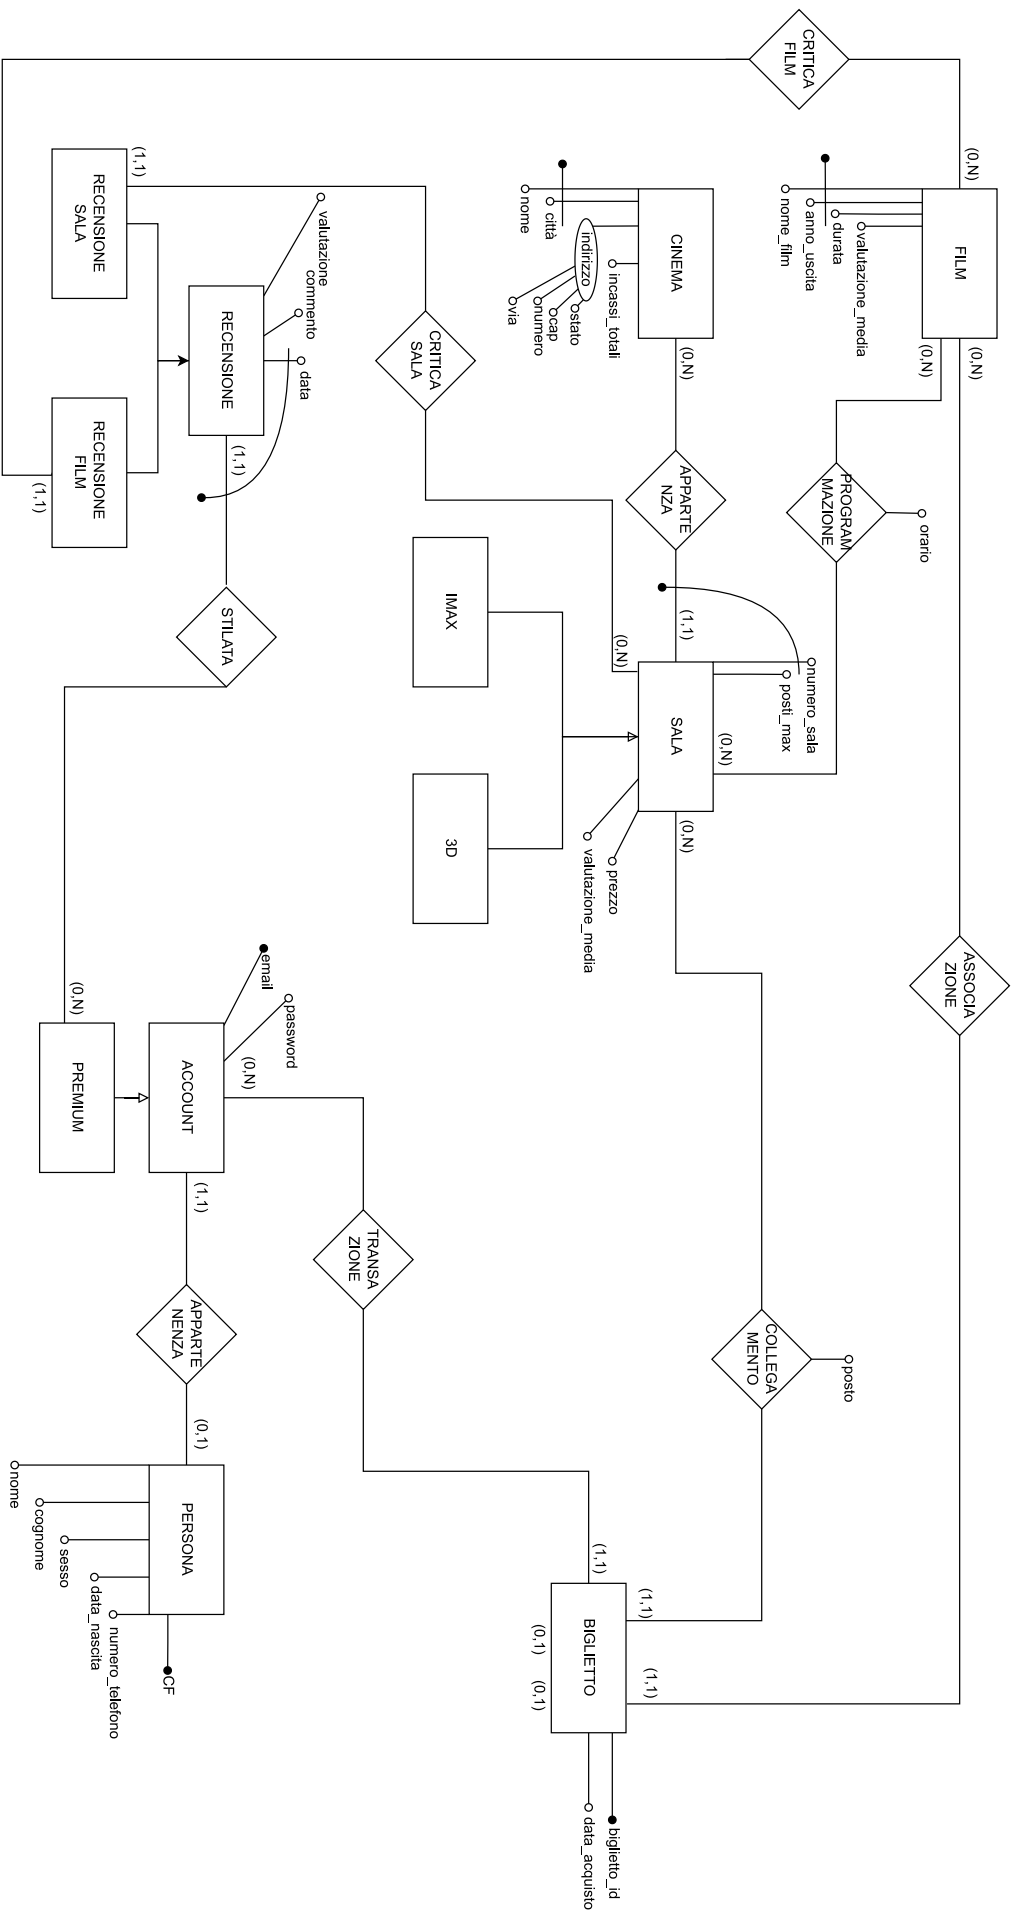 CRITICA
FILM
(0,N)
FILM
nome_film
anno_uscita
durata
valutazione_media
(0,N)
(0,N)
PROGRAM
MAZIONE
orario
ASSOCIA
ZIONE
CINEMA
nome
città
indirizzo
via
numero
cap
stato
incassi_totali
(0,N)
APPARTE
NZA
(1,1)
SALA
numero_sala
posti_max
(0,N)
(0,N)
(0,N)
prezzo
valutazione_media
IMAX
3D
CRITICA
SALA
(1,1)
RECENSIONE
SALA
valutazione
commento
data
RECENSIONE
(1,1)
RECENSIONE
FILM
(1,1)
STILATA
(0,N)
PREMIUM
email
password
ACCOUNT
(0,N)
(1,1)
TRANSA
ZIONE
APPARTE
NENZA
(0,1)
PERSONA
nome
cognome
sesso
data_nascita
numero_telefono
CF
COLLEGA
MENTO
posto
(1,1)
(1,1)
(1,1)
BIGLIETTO
(0,1)
(0,1)
biglietto_id
data_acquisto